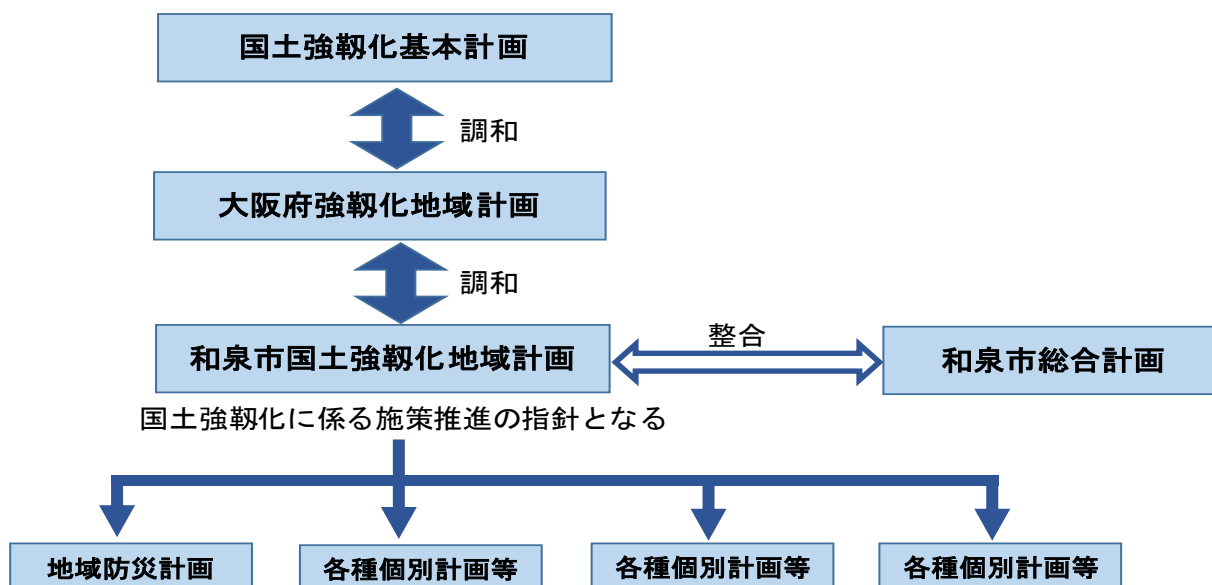 国土強靱化基本計画
調和
大阪府強靱化地域計画
調和
和泉市国土強靱化地域計画
整合
和泉市総合計画
国土強靱化に係る施策推進の指針となる
地域防災計画
各種個別計画等
各種個別計画等
各種個別計画等